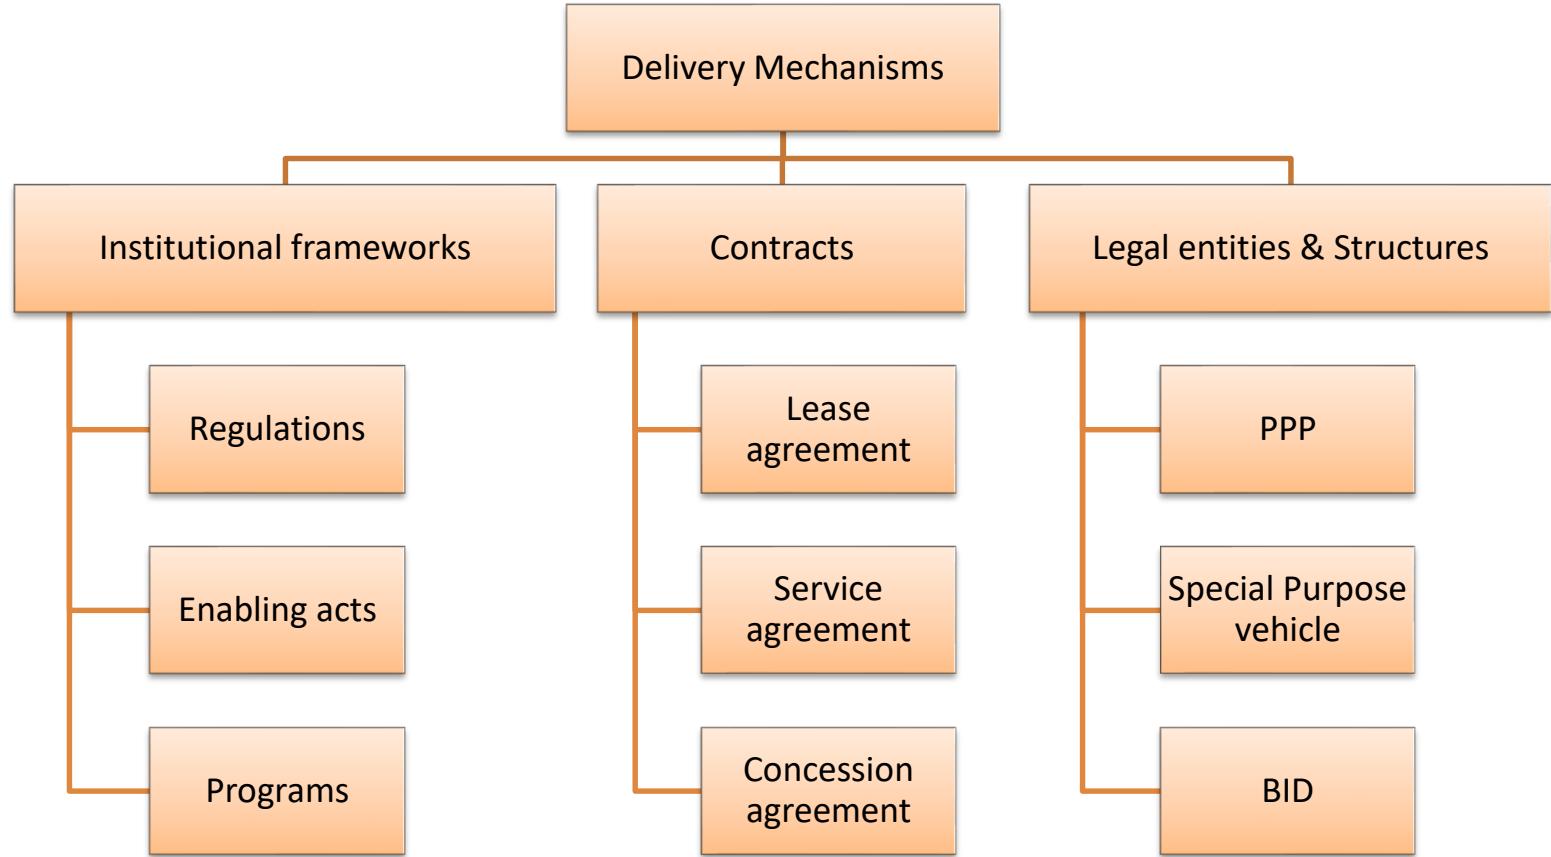 Delivery Mechanisms
Institutional frameworks
Contracts
Legal entities & Structures
Regulations
Lease
agreement
PPP
Enabling acts
Service
agreement
Special Purpose
vehicle
Programs
Concession
agreement
BID